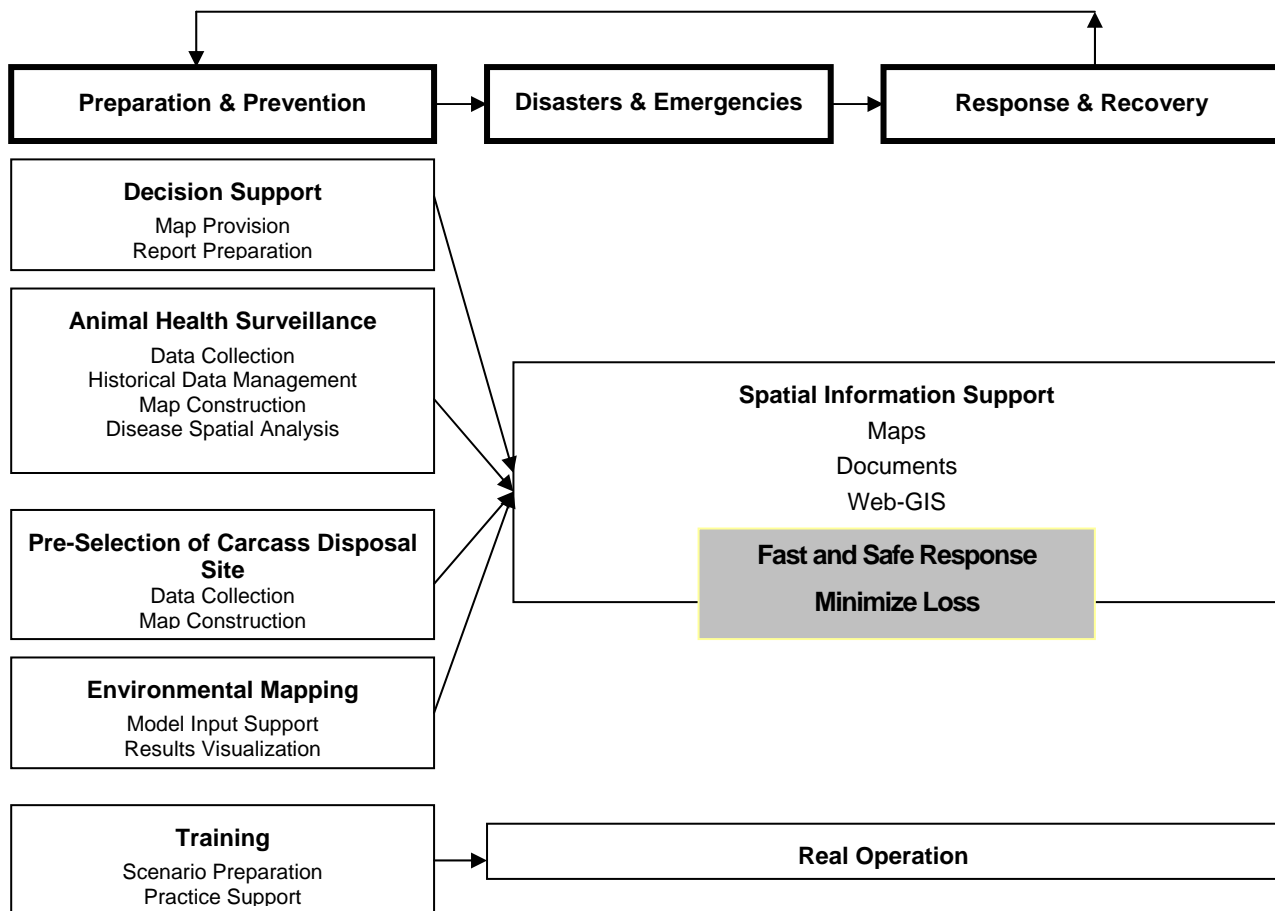 Preparation & Prevention
Disasters & Emergencies
Response & Recovery
Decision Support
Map Provision
Report Preparation
Animal Health Surveillance
Data Collection
Historical Data Management
Map Construction
Disease Spatial Analysis
Spatial Information Support
Maps
Documents
Web-GIS
Fast and Safe Response
Minimize Loss
Pre-Selection of Carcass Disposal
Site
Data Collection
Map Construction
Environmental Mapping
Model Input Support
Results Visualization
Training
Scenario Preparation
Practice Support
Real Operation